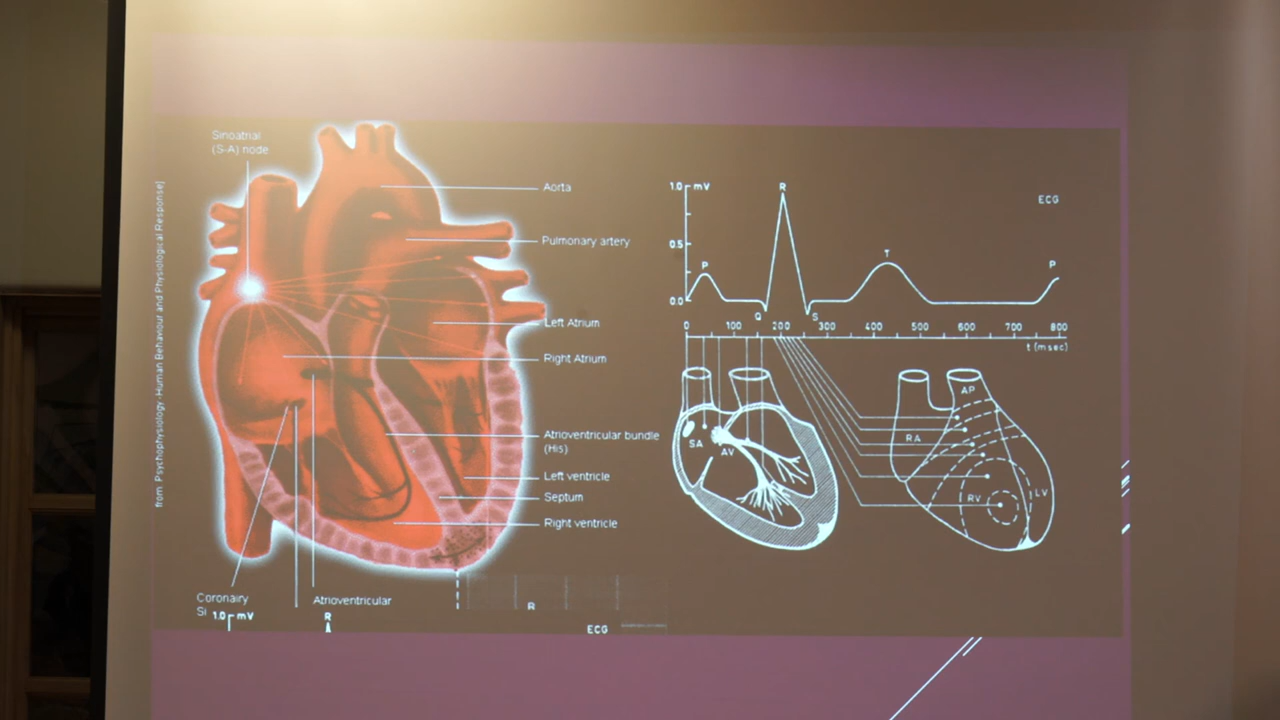 Sinoatrial
(S-A) node
from Psychophysiology-Human Behaviour and Physiological Response]
Aorta
Pulmonary artery
Left Atrium
Right Atrium
Atrioventricular bundle
(His)
Left ventricle
Septum
Right ventricle
Coronairy
Si
Atrioventricular
1.0 mV
R
R
ECG
1.0 mV
0.5
0.0
P
R
Q
S
T
P
ECG
0 100 200 300 400 500 600 700 800
t (msec)
SA
AV
AP
RA
RV
LV